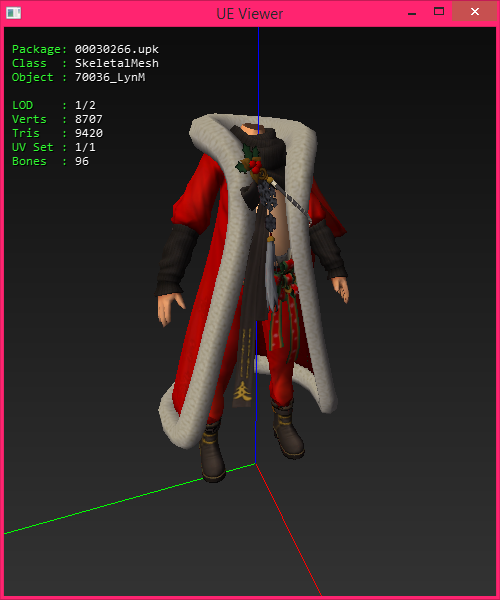 UE Viewer
Package: 00030266.upk
Class : SkeletalMesh
Object : 70036_LynM
LOD : 1/2
Verts : 8707
Tris : 9420
UV Set : 1/1
Bones : 96